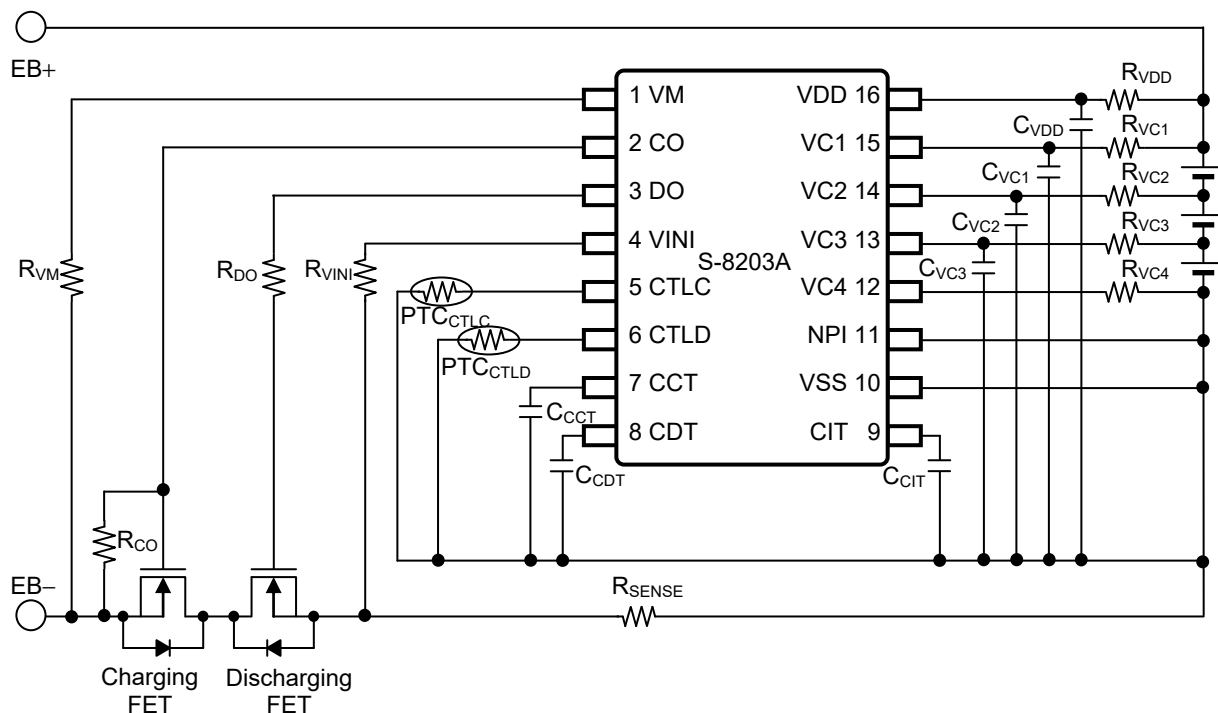 EB+
1 VM
2 CO
3 DO
4 VINI
5 CTLC
6 CTLD
7 CCT
8 CDT
S-8203A
VDD 16
VC1 15
VC2 14
VC3 13
VC4 12
NPI 11
VSS 10
CIT 9
RVDD
CVDD
RVC1
CVC1
RVC2
CVC2
RVC3
CVC3
RVC4
RVM
RDO
RVINI
PTCCTLC
PTCCTLD
CCCT
CCDT
CCIT
RCO
EB−
RSENSE
Charging
FET
Discharging
FET